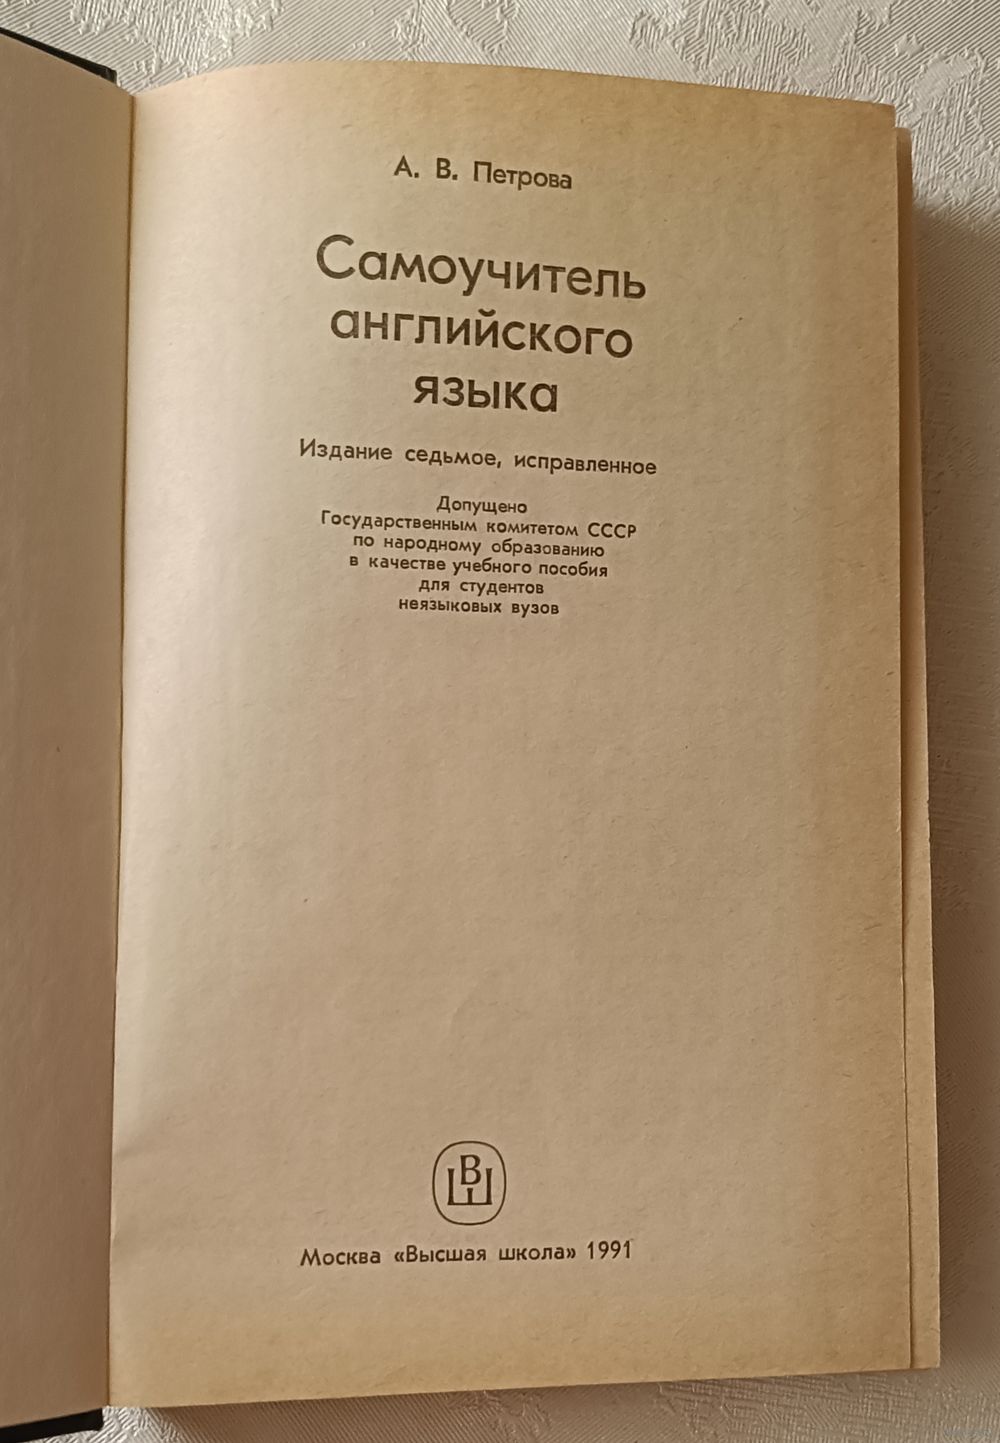 А. В. Петрова
Самоучитель
английского
языка
Издание седьмое, исправленное
Допущено
Государственным комитетом СССР
по народному образованию
в качестве учебного пособия
для студентов
неязыковых вузов
ВШ
Москва «Высшая школа» 1991